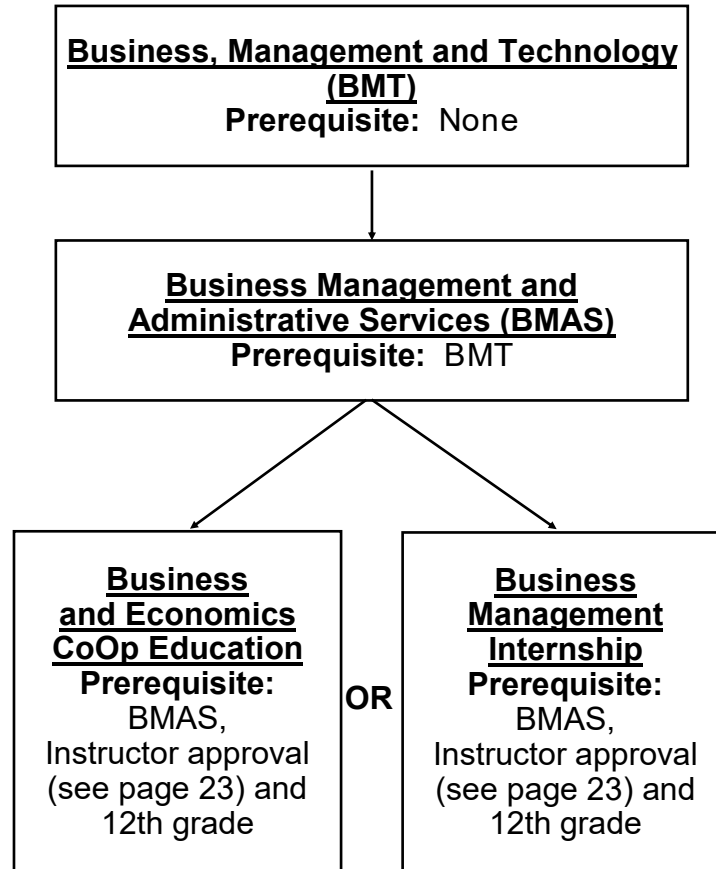 Business, Management and Technology
(BMT)
Prerequisite: None
Business Management and
Administrative Services (BMAS)
Prerequisite: BMT
Business
and Economics
CoOp Education
Prerequisite:
BMAS,
Instructor approval
(see page 23) and
12th grade
OR
Business
Management
Internship
Prerequisite:
BMAS,
Instructor approval
(see page 23) and
12th grade